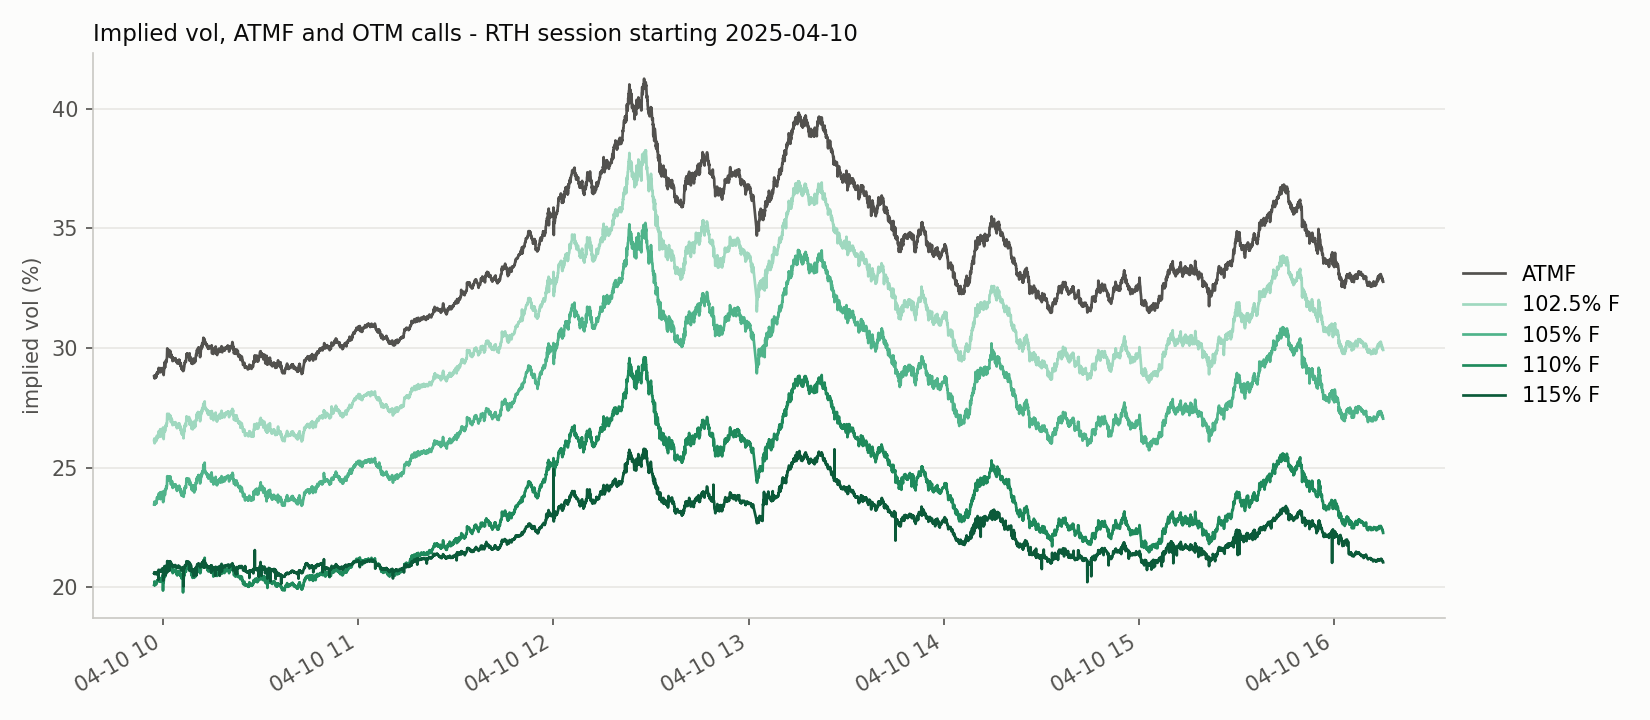 Implied vol, ATMF and OTM calls - RTH session starting 2025-04-10
implied vol (%)
40
35
30
25
20
04-10 10
04-10 11
04-10 12
04-10 13
04-10 14
04-10 15
04-10 16
ATMF
102.5% F
105% F
110% F
115% F